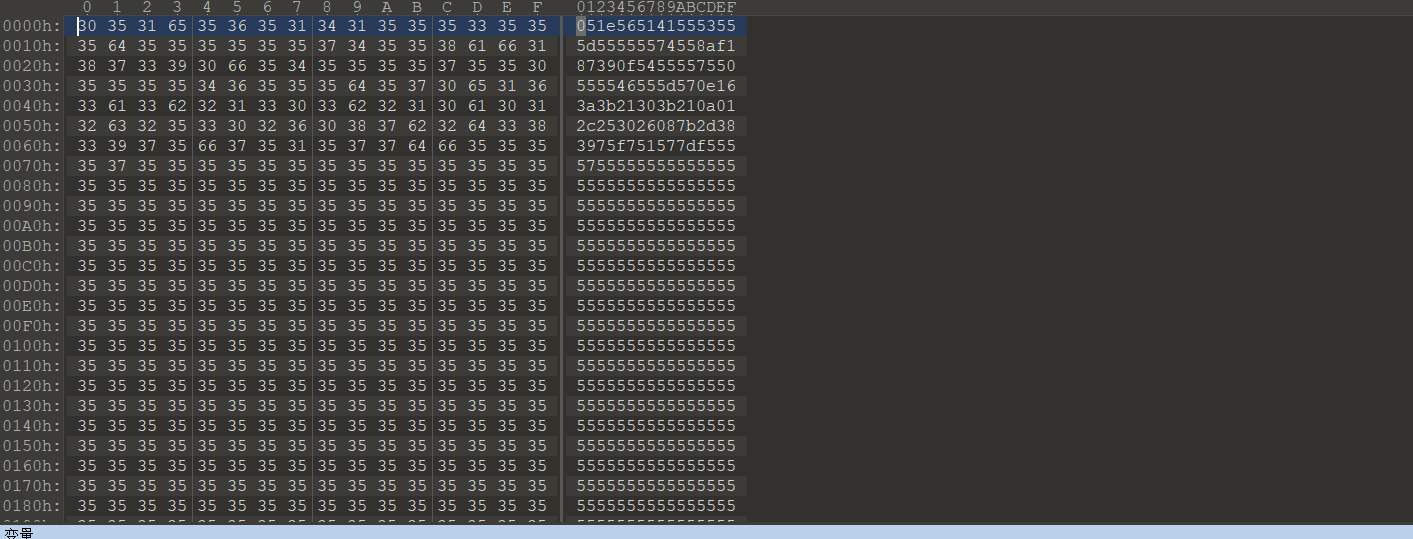 0 1 2 3 4 5 6 7 8 9 A B C D E F 0123456789ABCDEF
0000h: 30 35 31 65 35 36 35 31 34 31 35 35 35 33 35 35 051e565141555355
0010h: 35 64 35 35 35 35 35 35 37 34 35 35 38 61 66 31 5d55555574558af1
0020h: 38 37 33 39 30 66 35 34 35 35 35 35 37 35 35 30 87390f5455557550
0030h: 35 35 35 35 34 36 35 35 35 64 35 37 30 65 31 36 555546555d570e16
0040h: 33 61 33 62 32 31 33 30 33 62 32 31 30 61 30 31 3a3b21303b210a01
0050h: 32 63 32 35 33 30 32 36 30 38 37 62 32 64 33 38 2c253026087b2d38
0060h: 33 39 37 35 66 37 35 31 35 37 37 64 66 35 35 35 3975f751577df555
0070h: 35 37 35 35 35 35 35 35 35 35 35 35 35 35 35 35 5755555555555555
0080h: 35 35 35 35 35 35 35 35 35 35 35 35 35 35 35 35 5555555555555555
0090h: 35 35 35 35 35 35 35 35 35 35 35 35 35 35 35 35 5555555555555555
00A0h: 35 35 35 35 35 35 35 35 35 35 35 35 35 35 35 35 5555555555555555
00B0h: 35 35 35 35 35 35 35 35 35 35 35 35 35 35 35 35 5555555555555555
00C0h: 35 35 35 35 35 35 35 35 35 35 35 35 35 35 35 35 5555555555555555
00D0h: 35 35 35 35 35 35 35 35 35 35 35 35 35 35 35 35 5555555555555555
00E0h: 35 35 35 35 35 35 35 35 35 35 35 35 35 35 35 35 5555555555555555
00F0h: 35 35 35 35 35 35 35 35 35 35 35 35 35 35 35 35 5555555555555555
0100h: 35 35 35 35 35 35 35 35 35 35 35 35 35 35 35 35 5555555555555555
0110h: 35 35 35 35 35 35 35 35 35 35 35 35 35 35 35 35 5555555555555555
0120h: 35 35 35 35 35 35 35 35 35 35 35 35 35 35 35 35 5555555555555555
0130h: 35 35 35 35 35 35 35 35 35 35 35 35 35 35 35 35 5555555555555555
0140h: 35 35 35 35 35 35 35 35 35 35 35 35 35 35 35 35 5555555555555555
0150h: 35 35 35 35 35 35 35 35 35 35 35 35 35 35 35 35 5555555555555555
0160h: 35 35 35 35 35 35 35 35 35 35 35 35 35 35 35 35 5555555555555555
0170h: 35 35 35 35 35 35 35 35 35 35 35 35 35 35 35 35 5555555555555555
0180h: 35 35 35 35 35 35 35 35 35 35 35 35 35 35 35 35 5555555555555555
变量